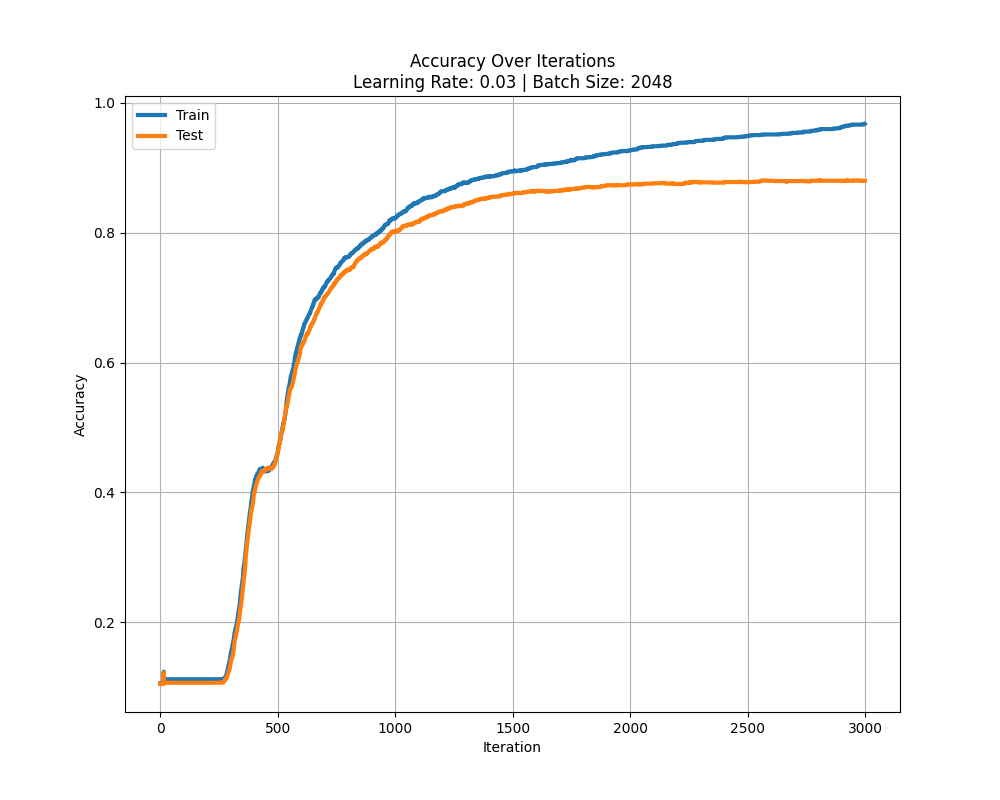 Accuracy Over Iterations
Learning Rate: 0.03 | Batch Size: 2048
Train
Test
1.0
0.8
0.6
0.4
0.2
Accuracy
0 500 1000 1500 2000 2500 3000
Iteration